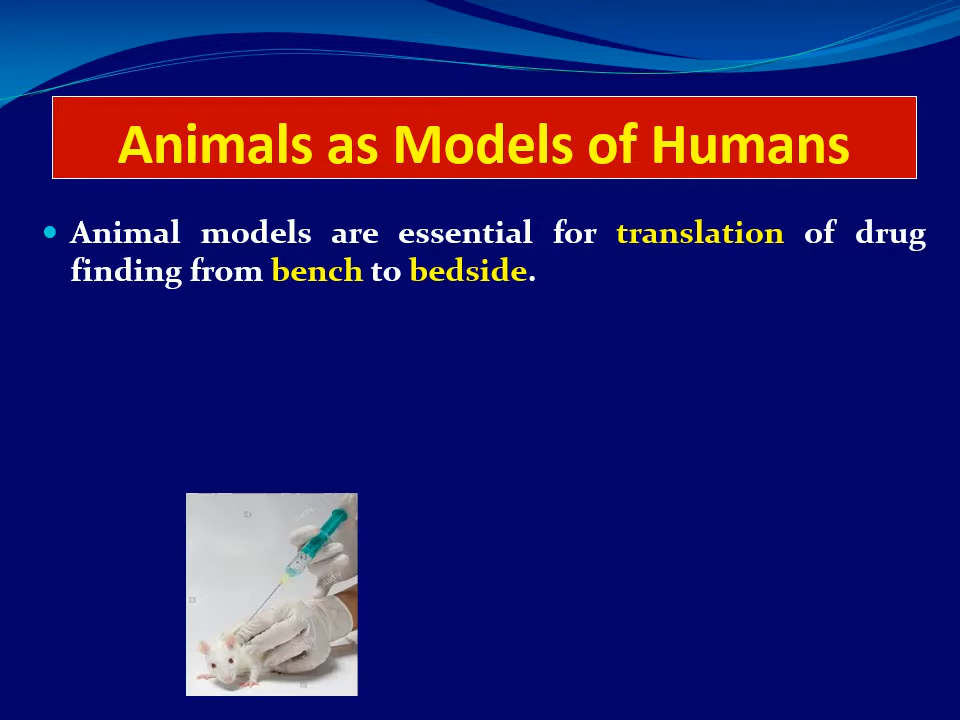 Animals as Models of Humans
Animal models are essential for translation of drug
finding from bench to bedside.